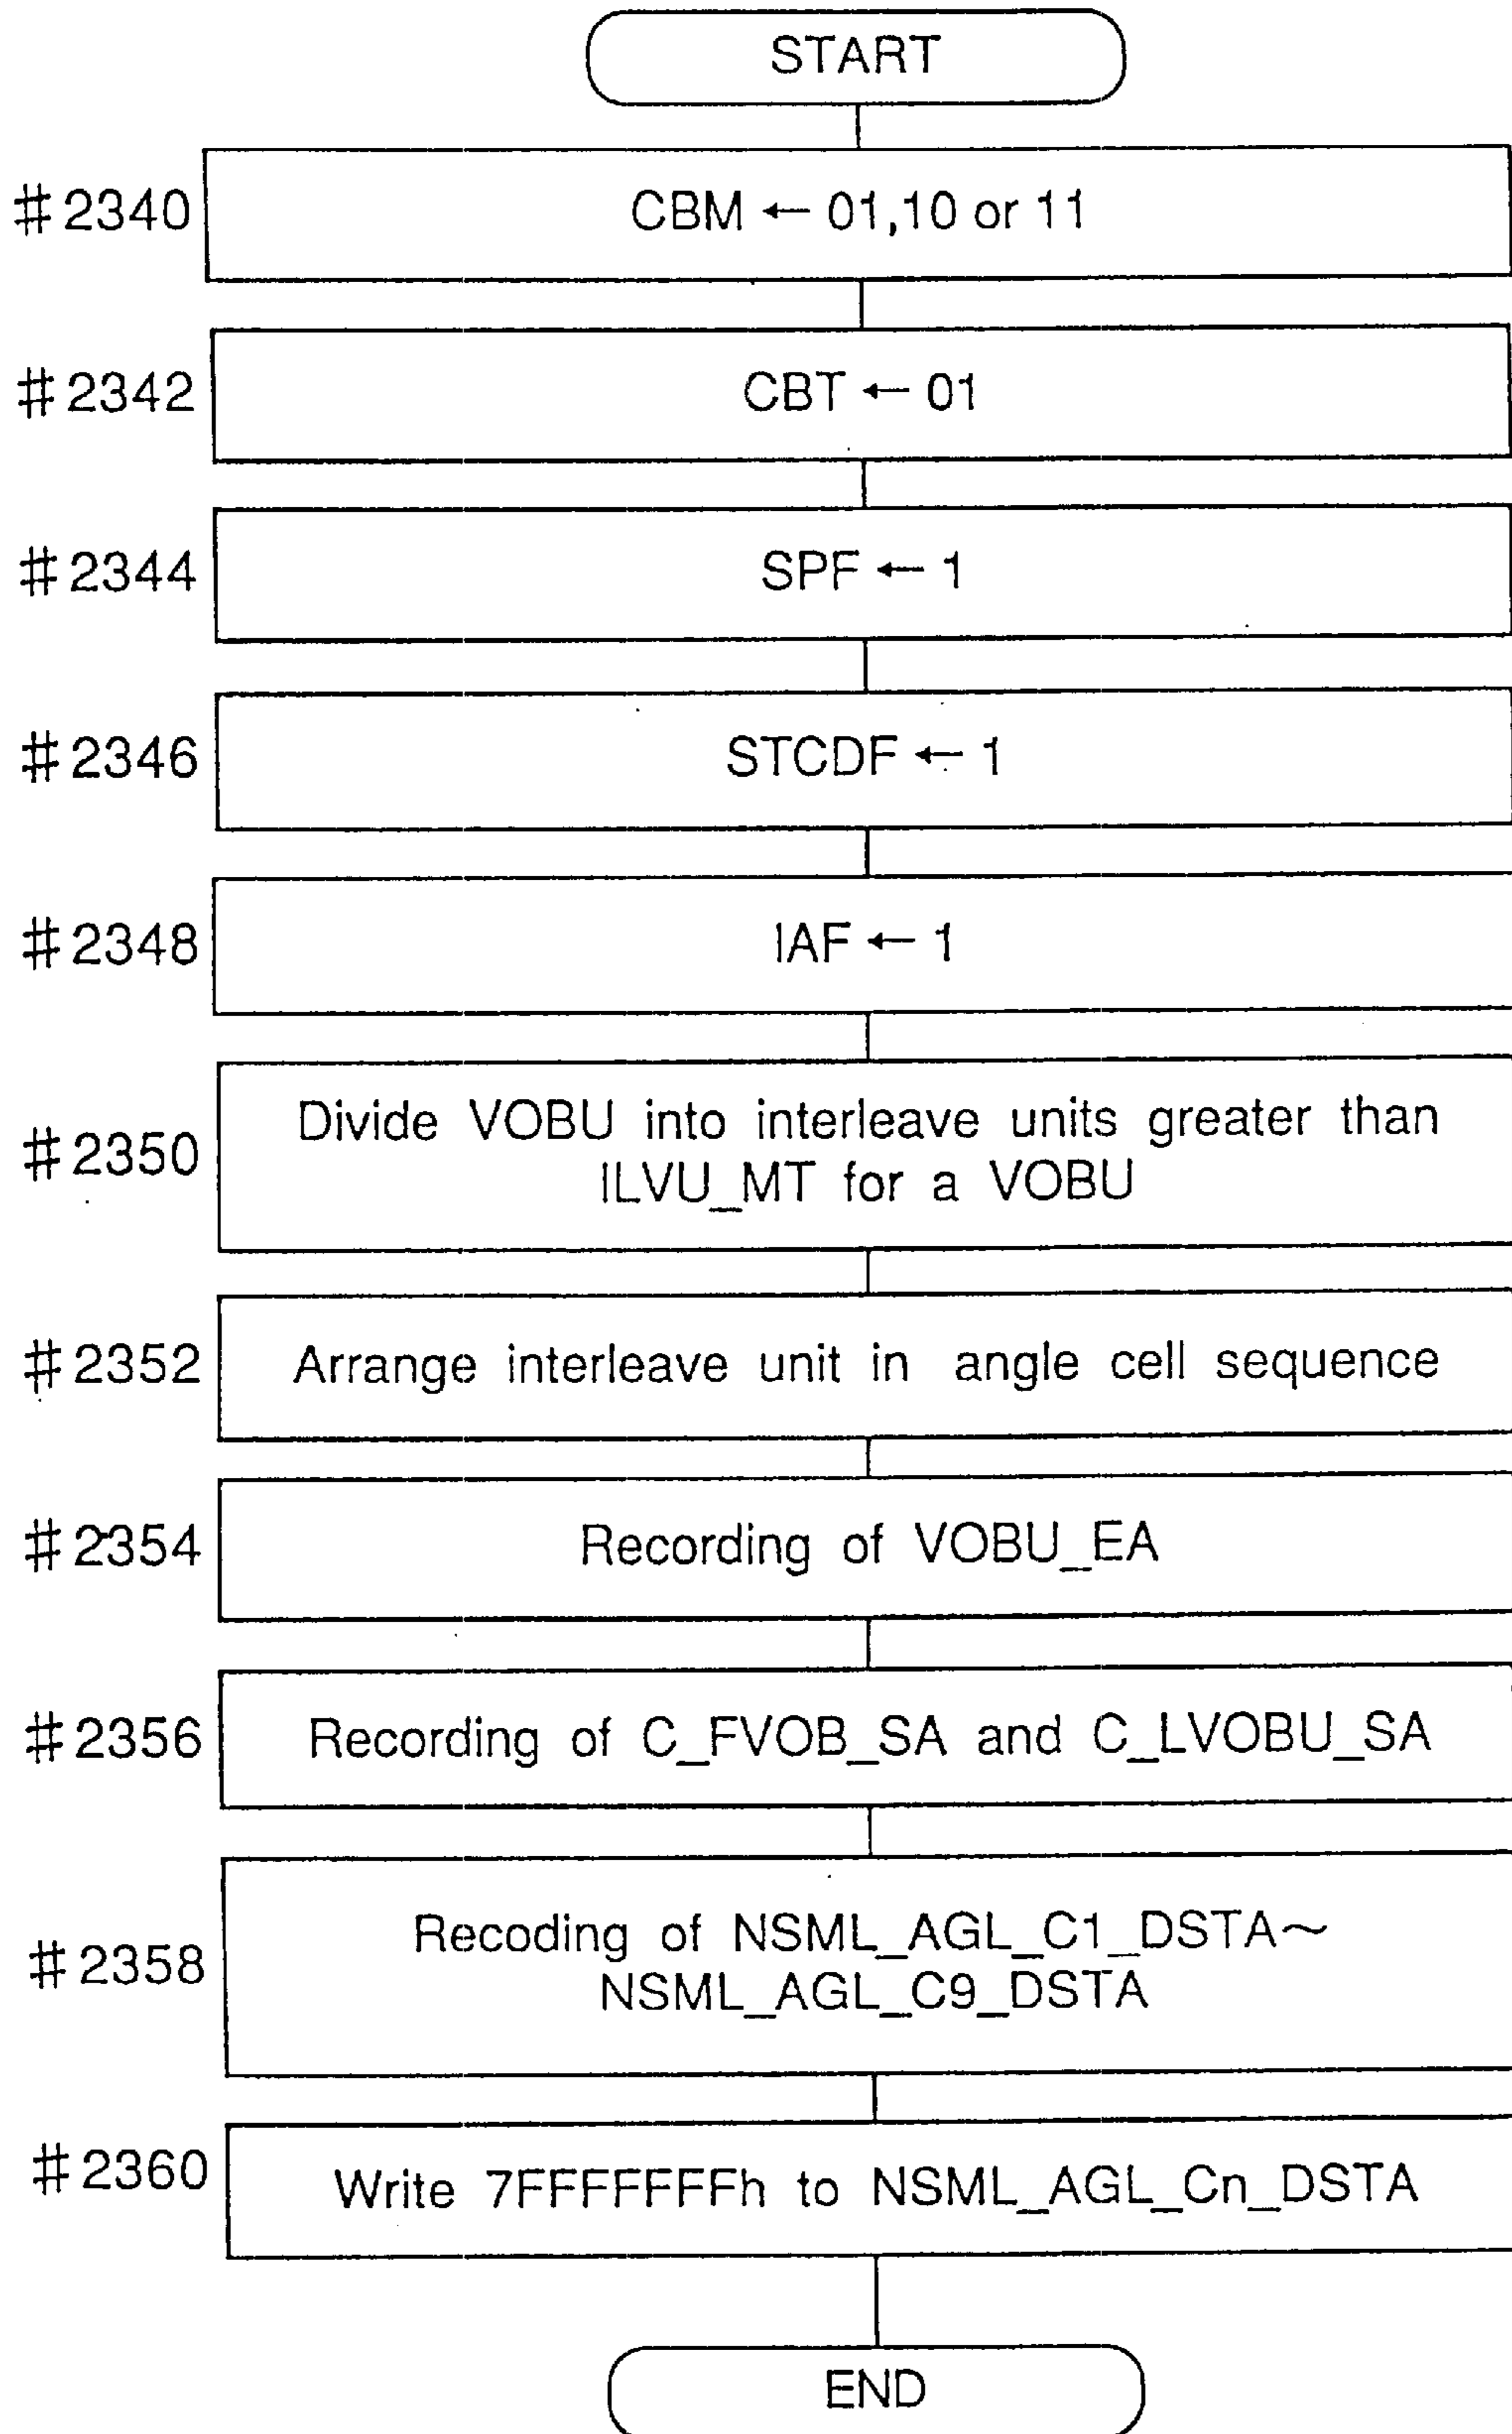 START
#2340
CBM ← 01,10 or 11
#2342
CBT ← 01
#2344
SPF ← 1
#2346
STCDF ← 1
#2348
IAF ← 1
#2350
Divide VOBU into interleave units greater than
ILVU_MT for a VOBU
#2352
Arrange interleave unit in angle cell sequence
#2354
Recording of VOBU_EA
#2356
Recording of C_FVOB_SA and C_LVOBU_SA
#2358
Recoding of NSML_AGL_C1_DSTA~
NSML_AGL_C9_DSTA
#2360
Write 7FFFFFFFh to NSML_AGL_Cn_DSTA
END